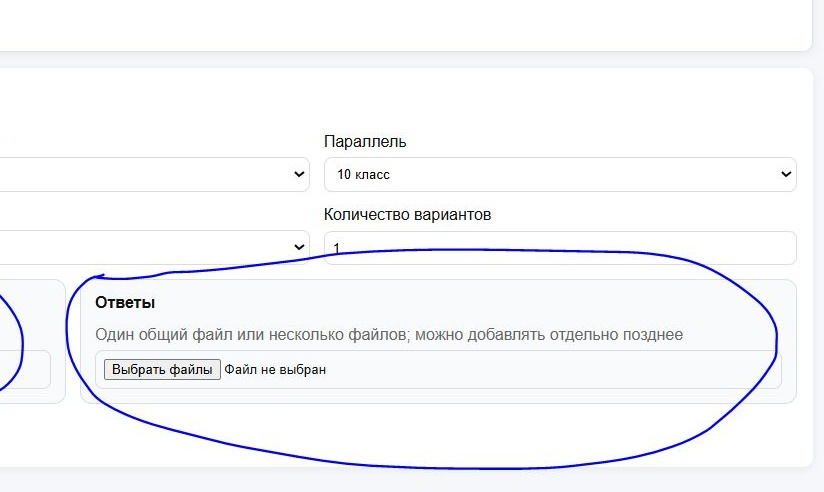 Параллель
10 класс
Количество вариантов
1
Ответы
Один общий файл или несколько файлов; можно добавлять отдельно позднее
Выбрать файлы Файл не выбран